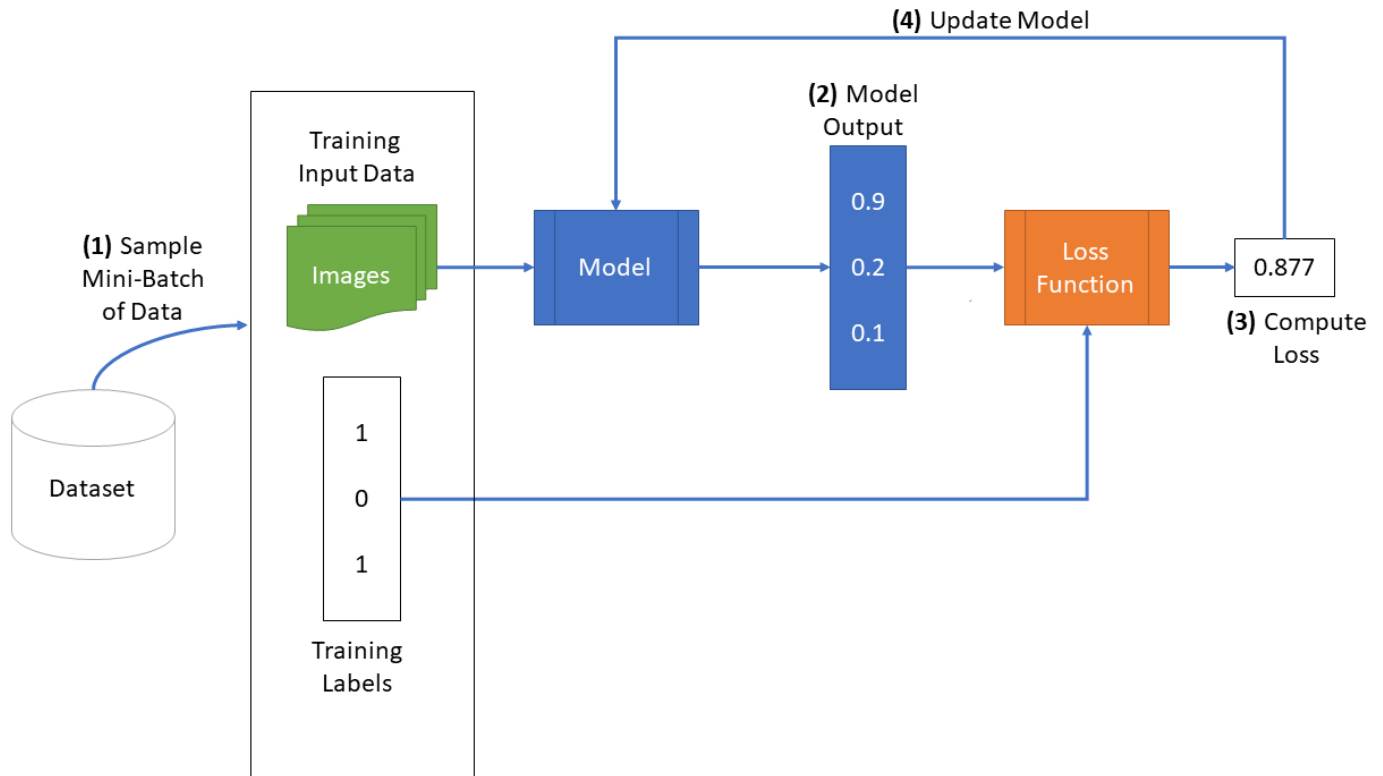 (4) Update Model
(2) Model
Output
Training
Input Data
0.9
(1) Sample
Mini-Batch
of Data
Images
Model
0.2
Loss
Function
0.877
0.1
(3) Compute
Loss
1
Dataset
0
1
Training
Labels